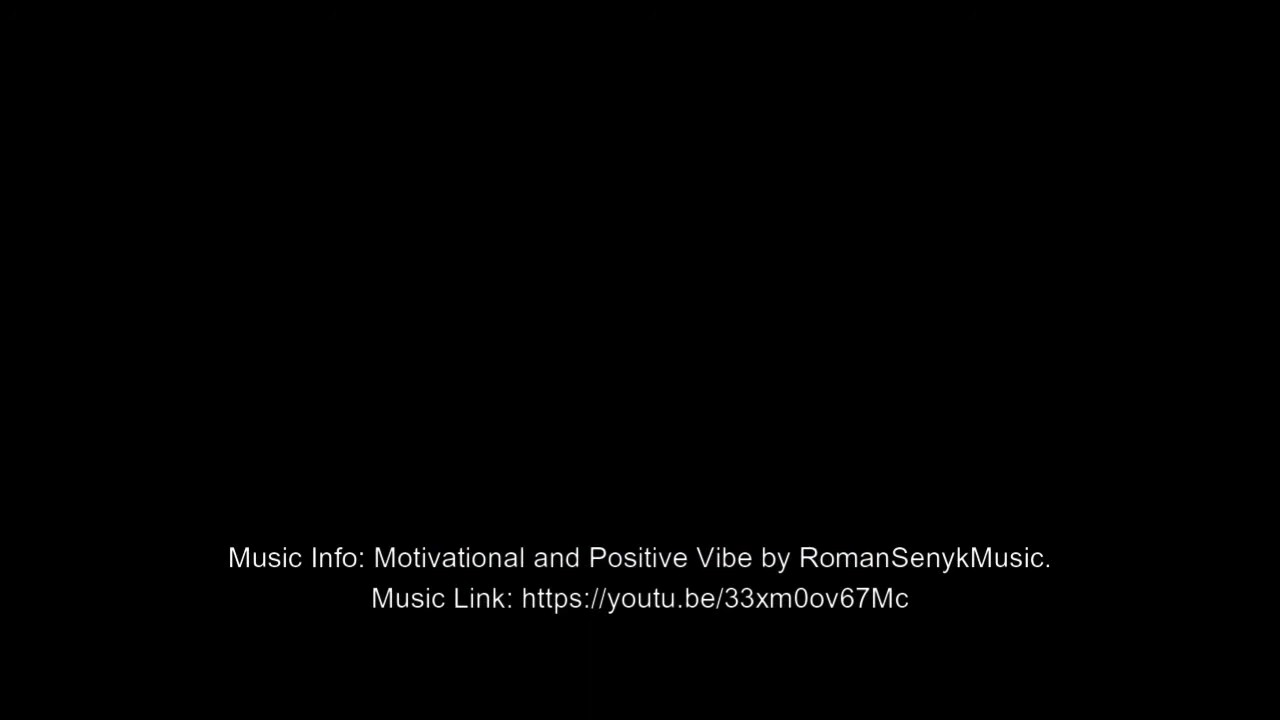 Music Info: Motivational and Positive Vibe by RomanSenykMusic.
Music Link: https://youtu.be/33xm0ov67Mc